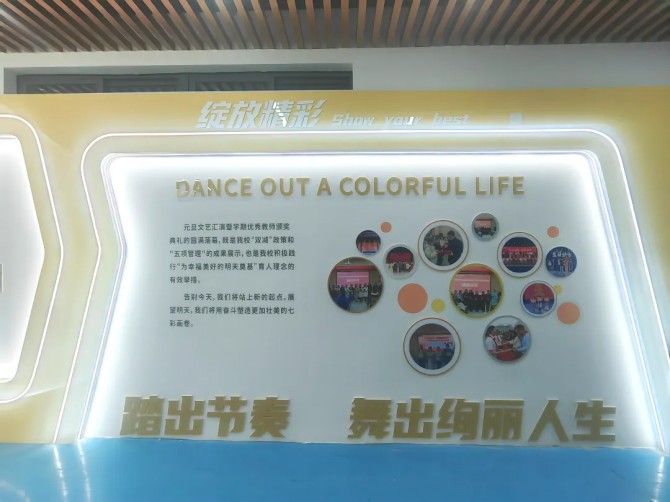 绽放精彩 Show your best
DANCE OUT A COLORFUL LIFE
元旦文艺汇演暨学期优秀教师颁奖
典礼的圆满落幕,既是我校“双减”政策和
“五项管理”的成果展示,也是我校积极践
行“为幸福美好的明天奠基”育人理念的
有效举措。
告别今天,我们将站上新的起点,展
望明天,我们将用奋斗塑造更加壮美的七
彩画卷。
踏出节奏 舞出绚丽人生